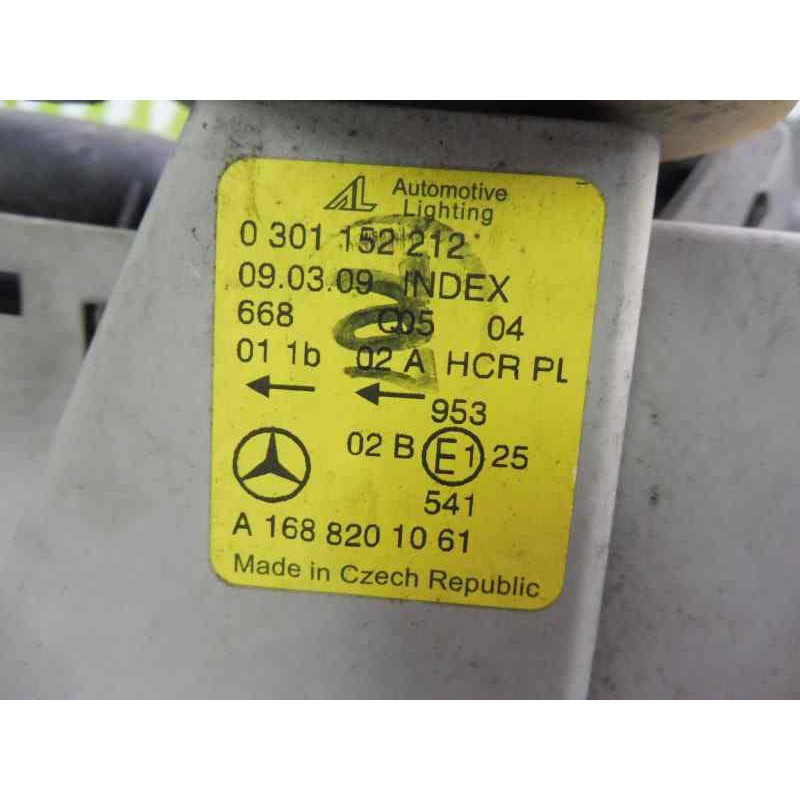 AL Automotive
Lighting
0 301 152 212
09.03.09 INDEX
668 Q05 04
01 1b 02 A HCR PL
953
02 B E1 25
541
A 168 820 10 61
Made in Czech Republic